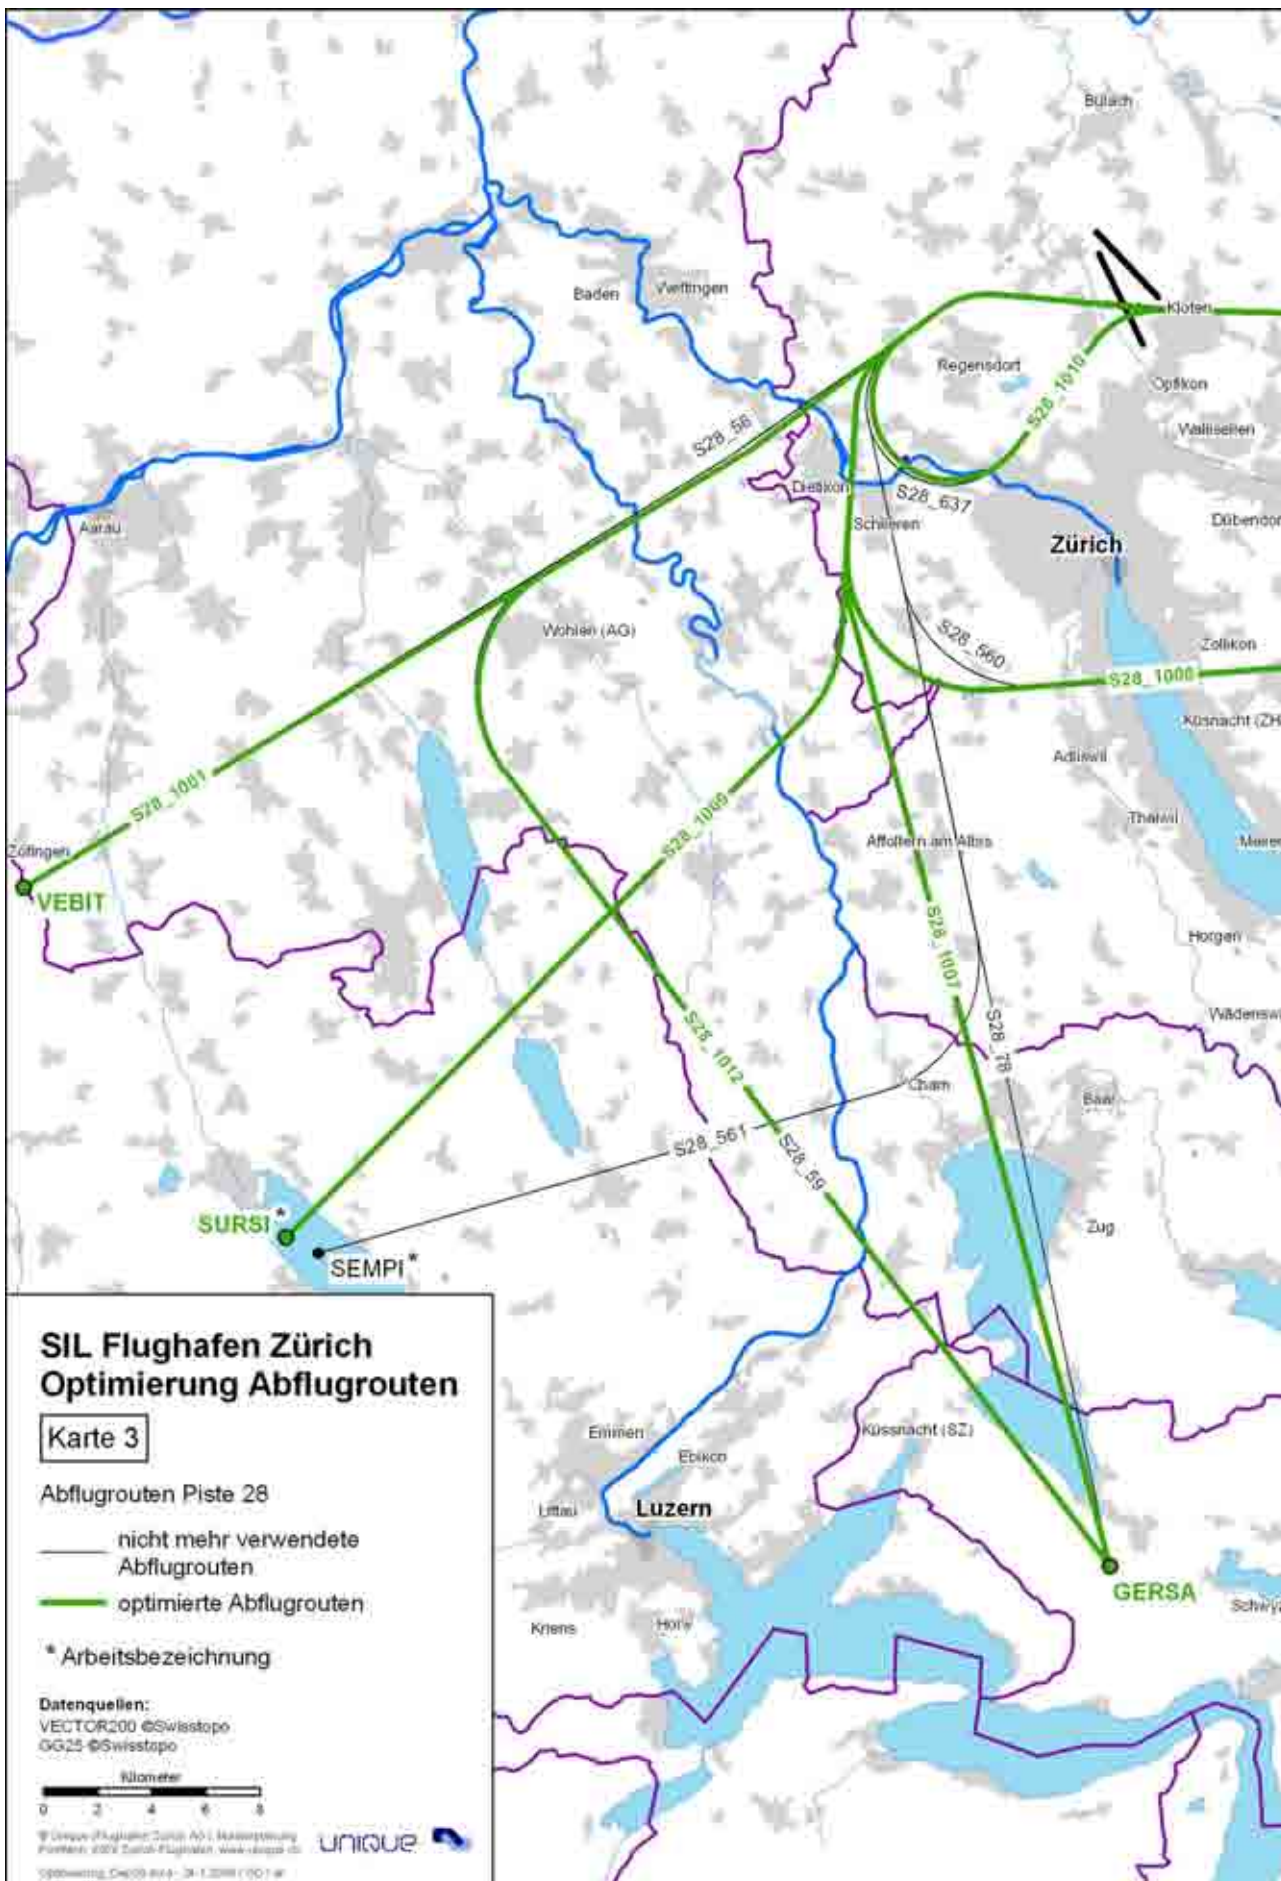 Bülach
Baden
Wettingen
Kloten
Regensdorf
S28_1010
Opfikon
S28_56
Wallisellen
Dietikon
S28_637
Schlieren
Aarau
Dübendor
Zürich
Wohlen (AG)
S28_560
Zollikon
S28_1001
Küsnacht (ZH
Adliswil
S28_1009
Thalwil
Affoltern am Albis
Zofingen
VEBIT
S28_1007
Horgen
Wädensw
S28_1012
S28_78
Cham
Baar
S28_561
S28_59
SURSI *
Zug
SEMPI *
SIL Flughafen Zürich
Optimierung Abflugrouten
Karte 3
Abflugrouten Piste 28
nicht mehr verwendete
Abflugrouten
optimierte Abflugrouten
* Arbeitsbezeichnung
Datenquellen:
VECTOR200 ©Swisstopo
GG25 ©Swisstopo
Kilometer
0 2 4 6 8
unique
Emmen
Küssnacht (SZ)
Ebikon
Littau
Luzern
GERSA
Schwyz
Kriens
Horw